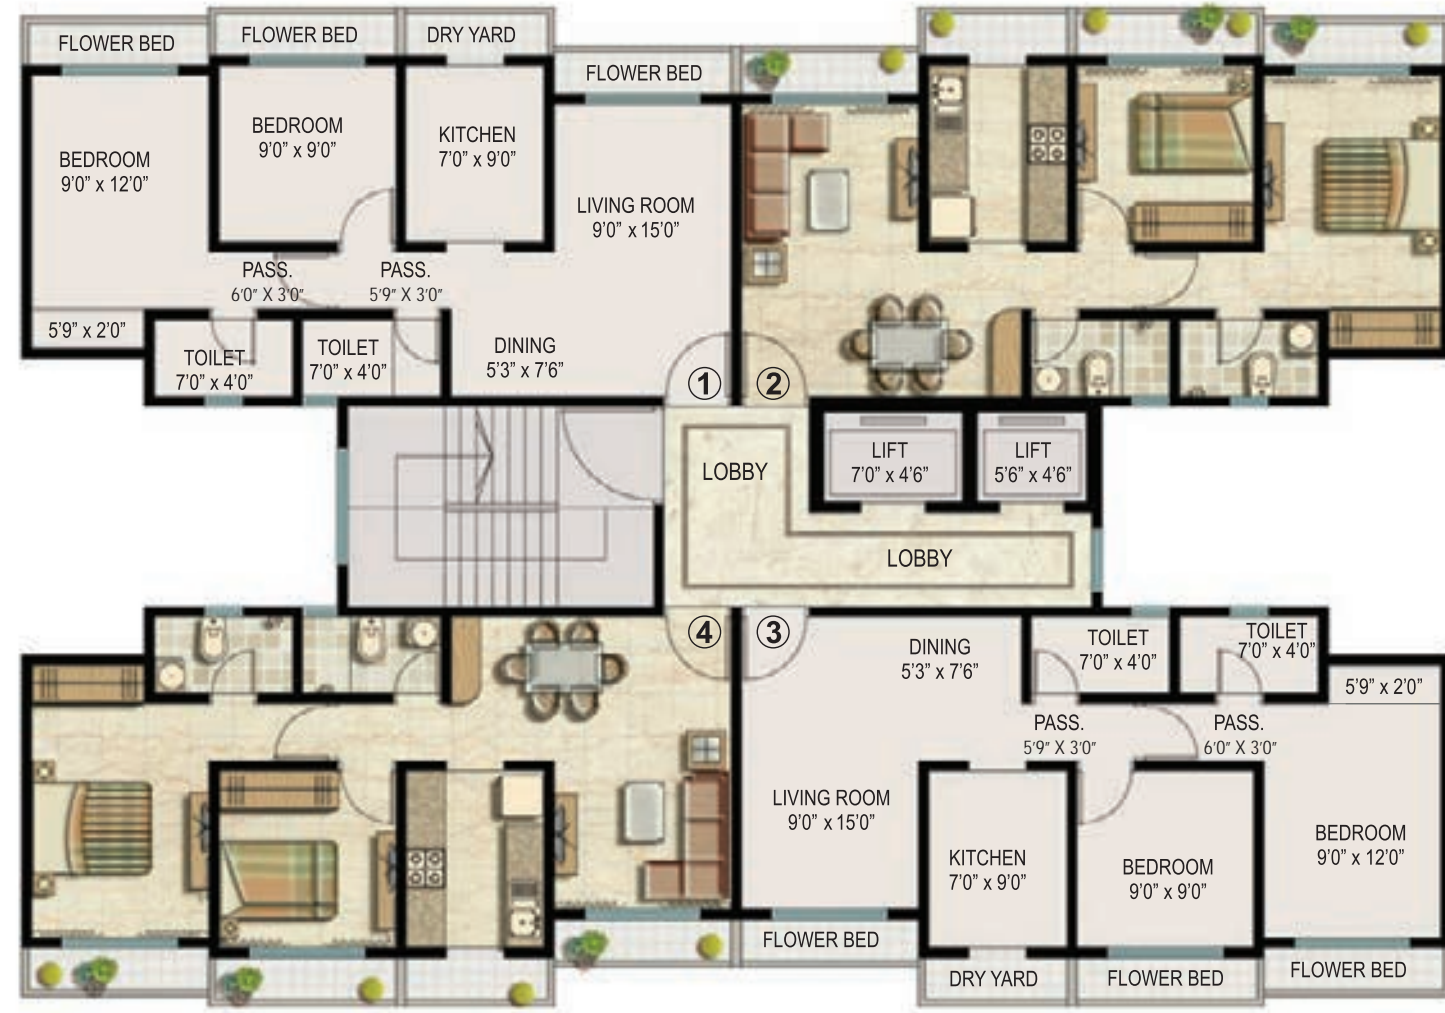 FLOWER BED
FLOWER BED
DRY YARD
FLOWER BED
BEDROOM
9'0" x 12'0"
BEDROOM
9'0" x 9'0"
KITCHEN
7'0" x 9'0"
LIVING ROOM
9'0" x 15'0"
PASS.
6'0" X 3'0"
PASS.
5'9" X 3'0"
5'9" x 2'0"
TOILET
7'0" x 4'0"
TOILET
7'0" x 4'0"
DINING
5'3" x 7'6"
1
2
LOBBY
LIFT
7'0" x 4'6"
LIFT
5'6" x 4'6"
LOBBY
4
3
DINING
5'3" x 7'6"
TOILET
7'0" x 4'0"
TOILET
7'0" x 4'0"
5'9" x 2'0"
PASS.
5'9" X 3'0"
PASS.
6'0" X 3'0"
LIVING ROOM
9'0" x 15'0"
KITCHEN
7'0" x 9'0"
BEDROOM
9'0" x 9'0"
BEDROOM
9'0" x 12'0"
FLOWER BED
DRY YARD
FLOWER BED
FLOWER BED